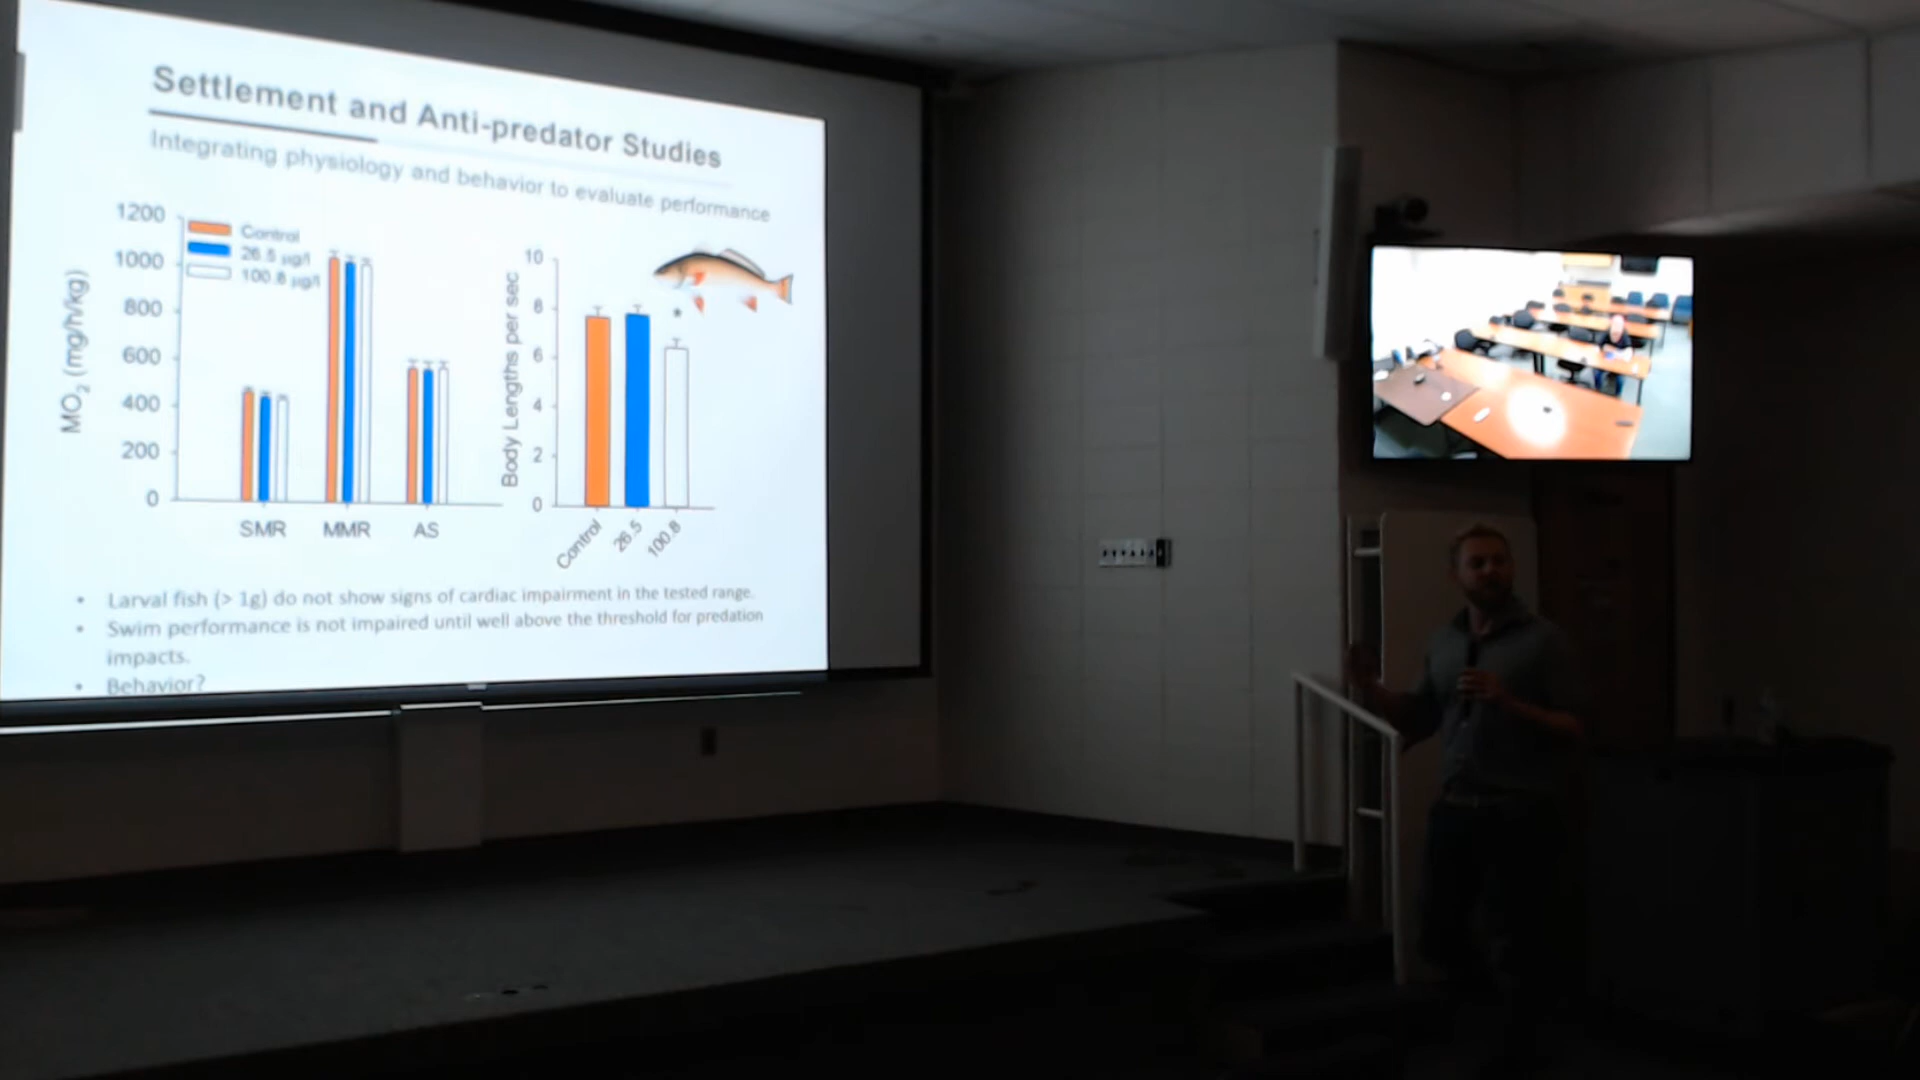 Settlement and Anti-predator Studies
Integrating physiology and behavior to evaluate performance
1200
1000
800
600
400
200
0
MO2 (mg/h/kg)
Control
26.5 µg/l
100.8 µg/l
SMR MMR AS
10
8
6
4
2
0
Body Lengths per sec
*
Control
26.5
100.8
• Larval fish (> 1g) do not show signs of cardiac impairment in the tested range.
• Swim performance is not impaired until well above the threshold for predation
impacts.
• Behavior?